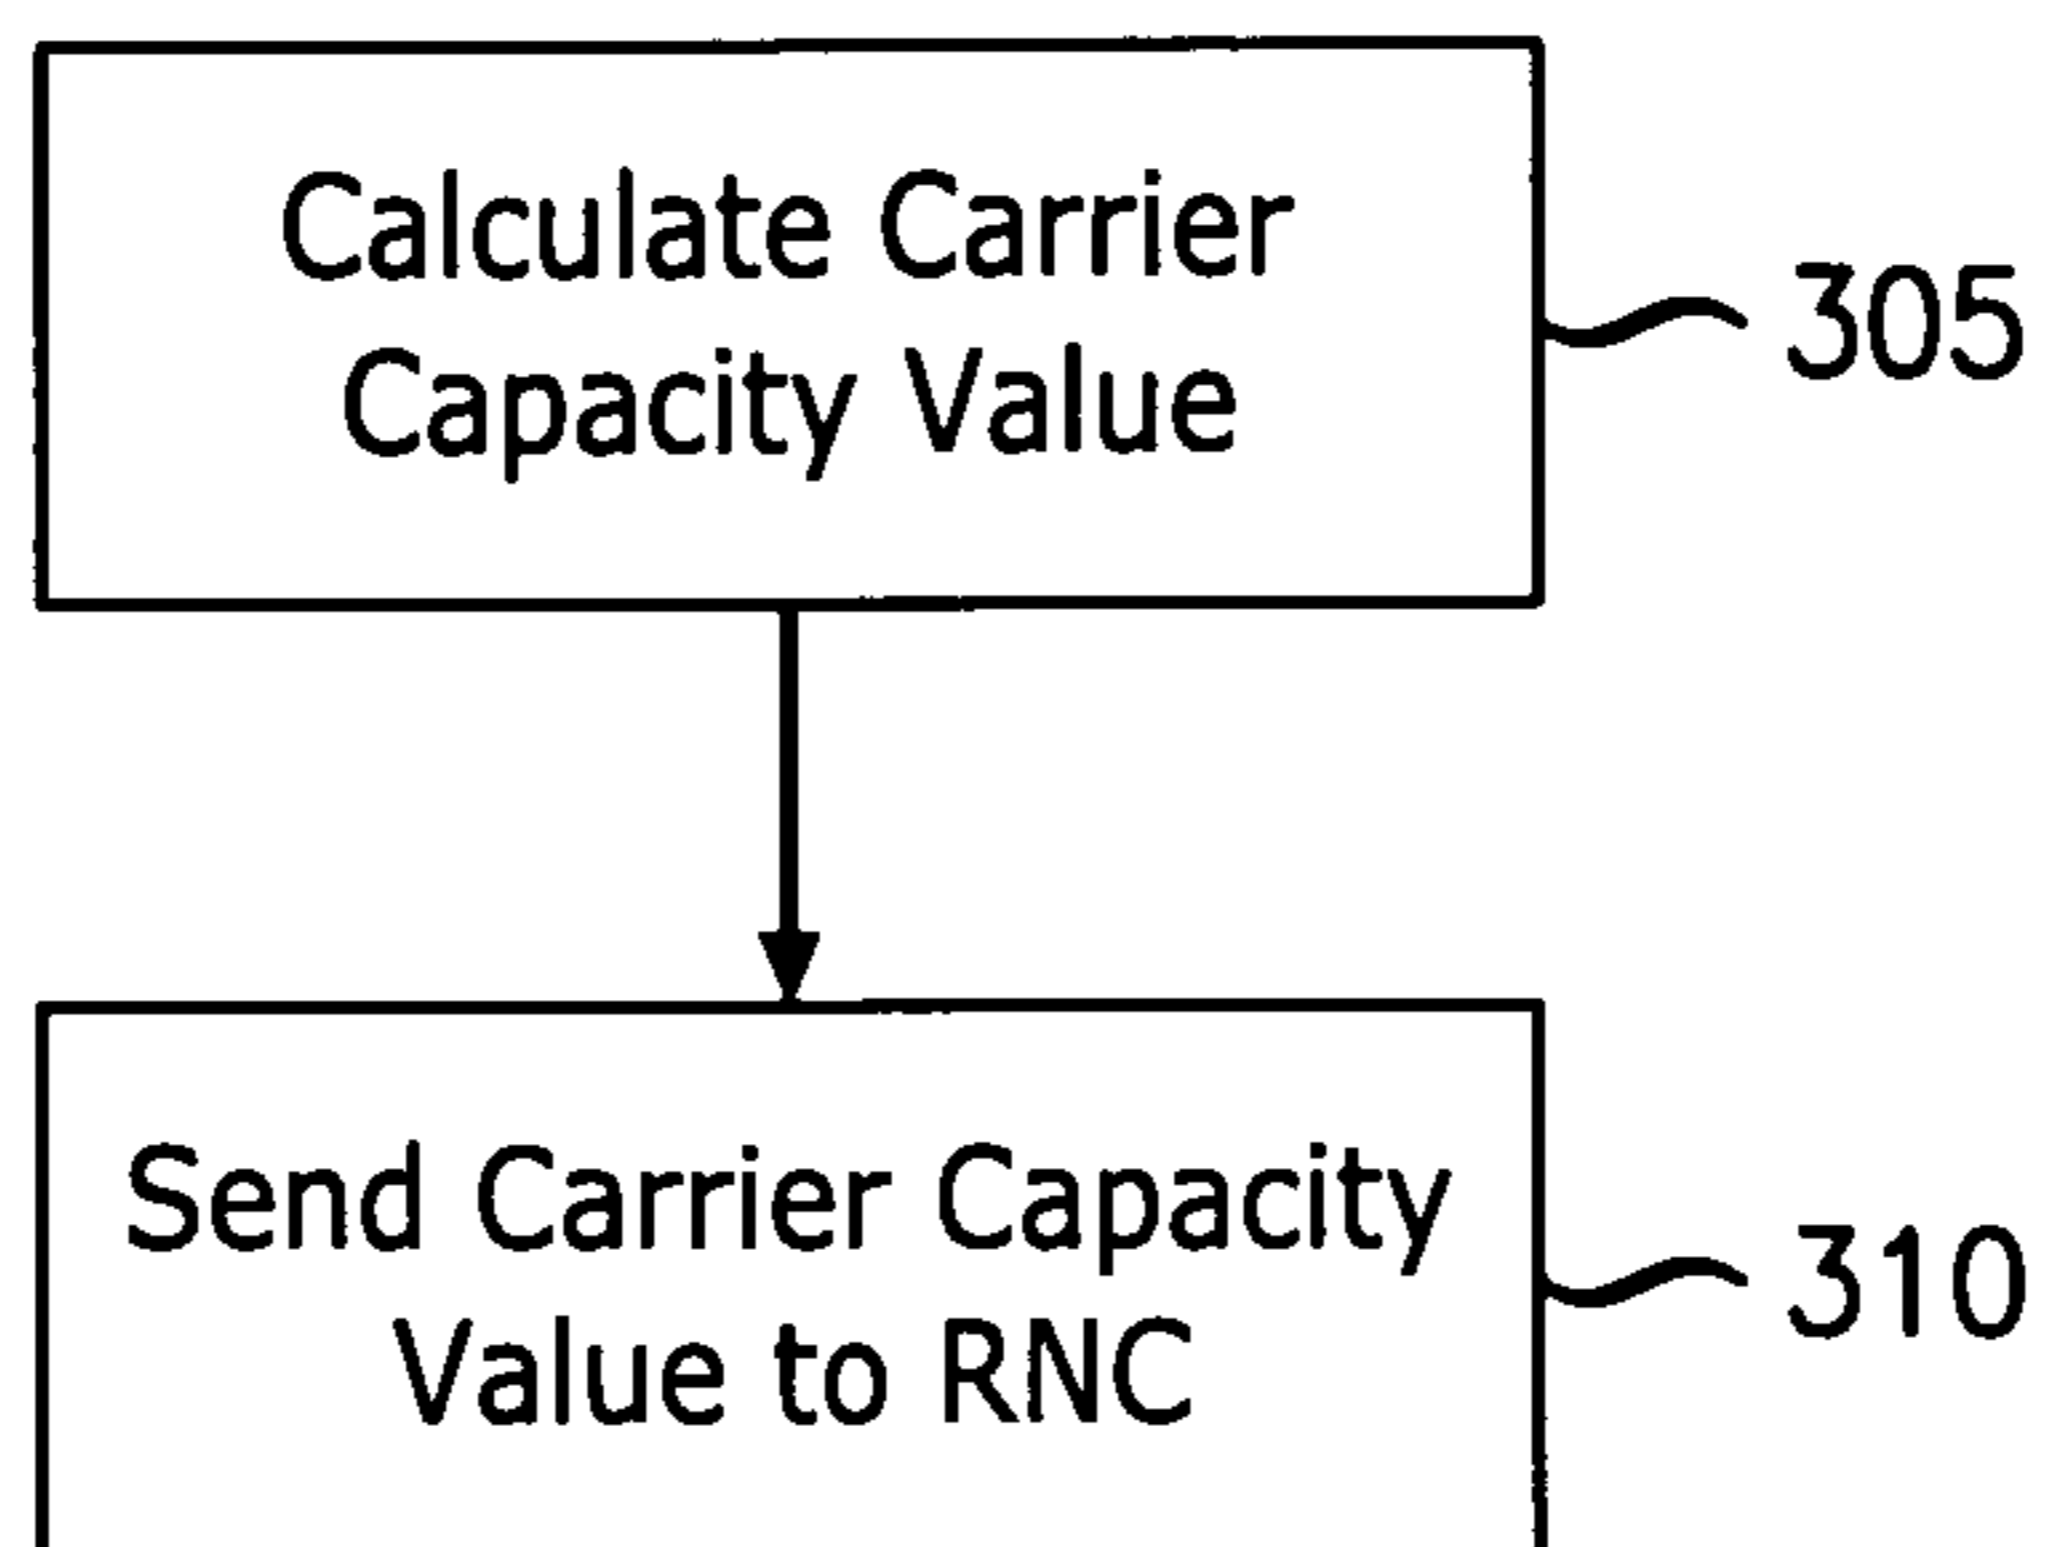 Calculate Carrier
Capacity Value
305
Send Carrier Capacity
Value to RNC
310